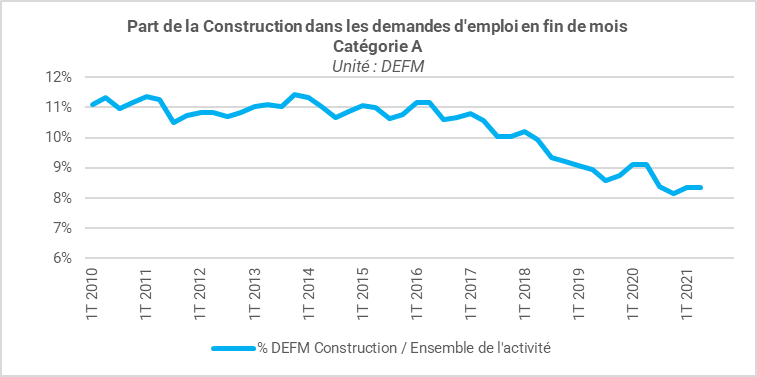 Part de la Construction dans les demandes d'emploi en fin de mois
Catégorie A
Unité : DEFM
12%
11%
10%
9%
8%
7%
6%
1T 2010
1T 2011
1T 2012
1T 2013
1T 2014
1T 2015
1T 2016
1T 2017
1T 2018
1T 2019
1T 2020
1T 2021
% DEFM Construction / Ensemble de l'activité